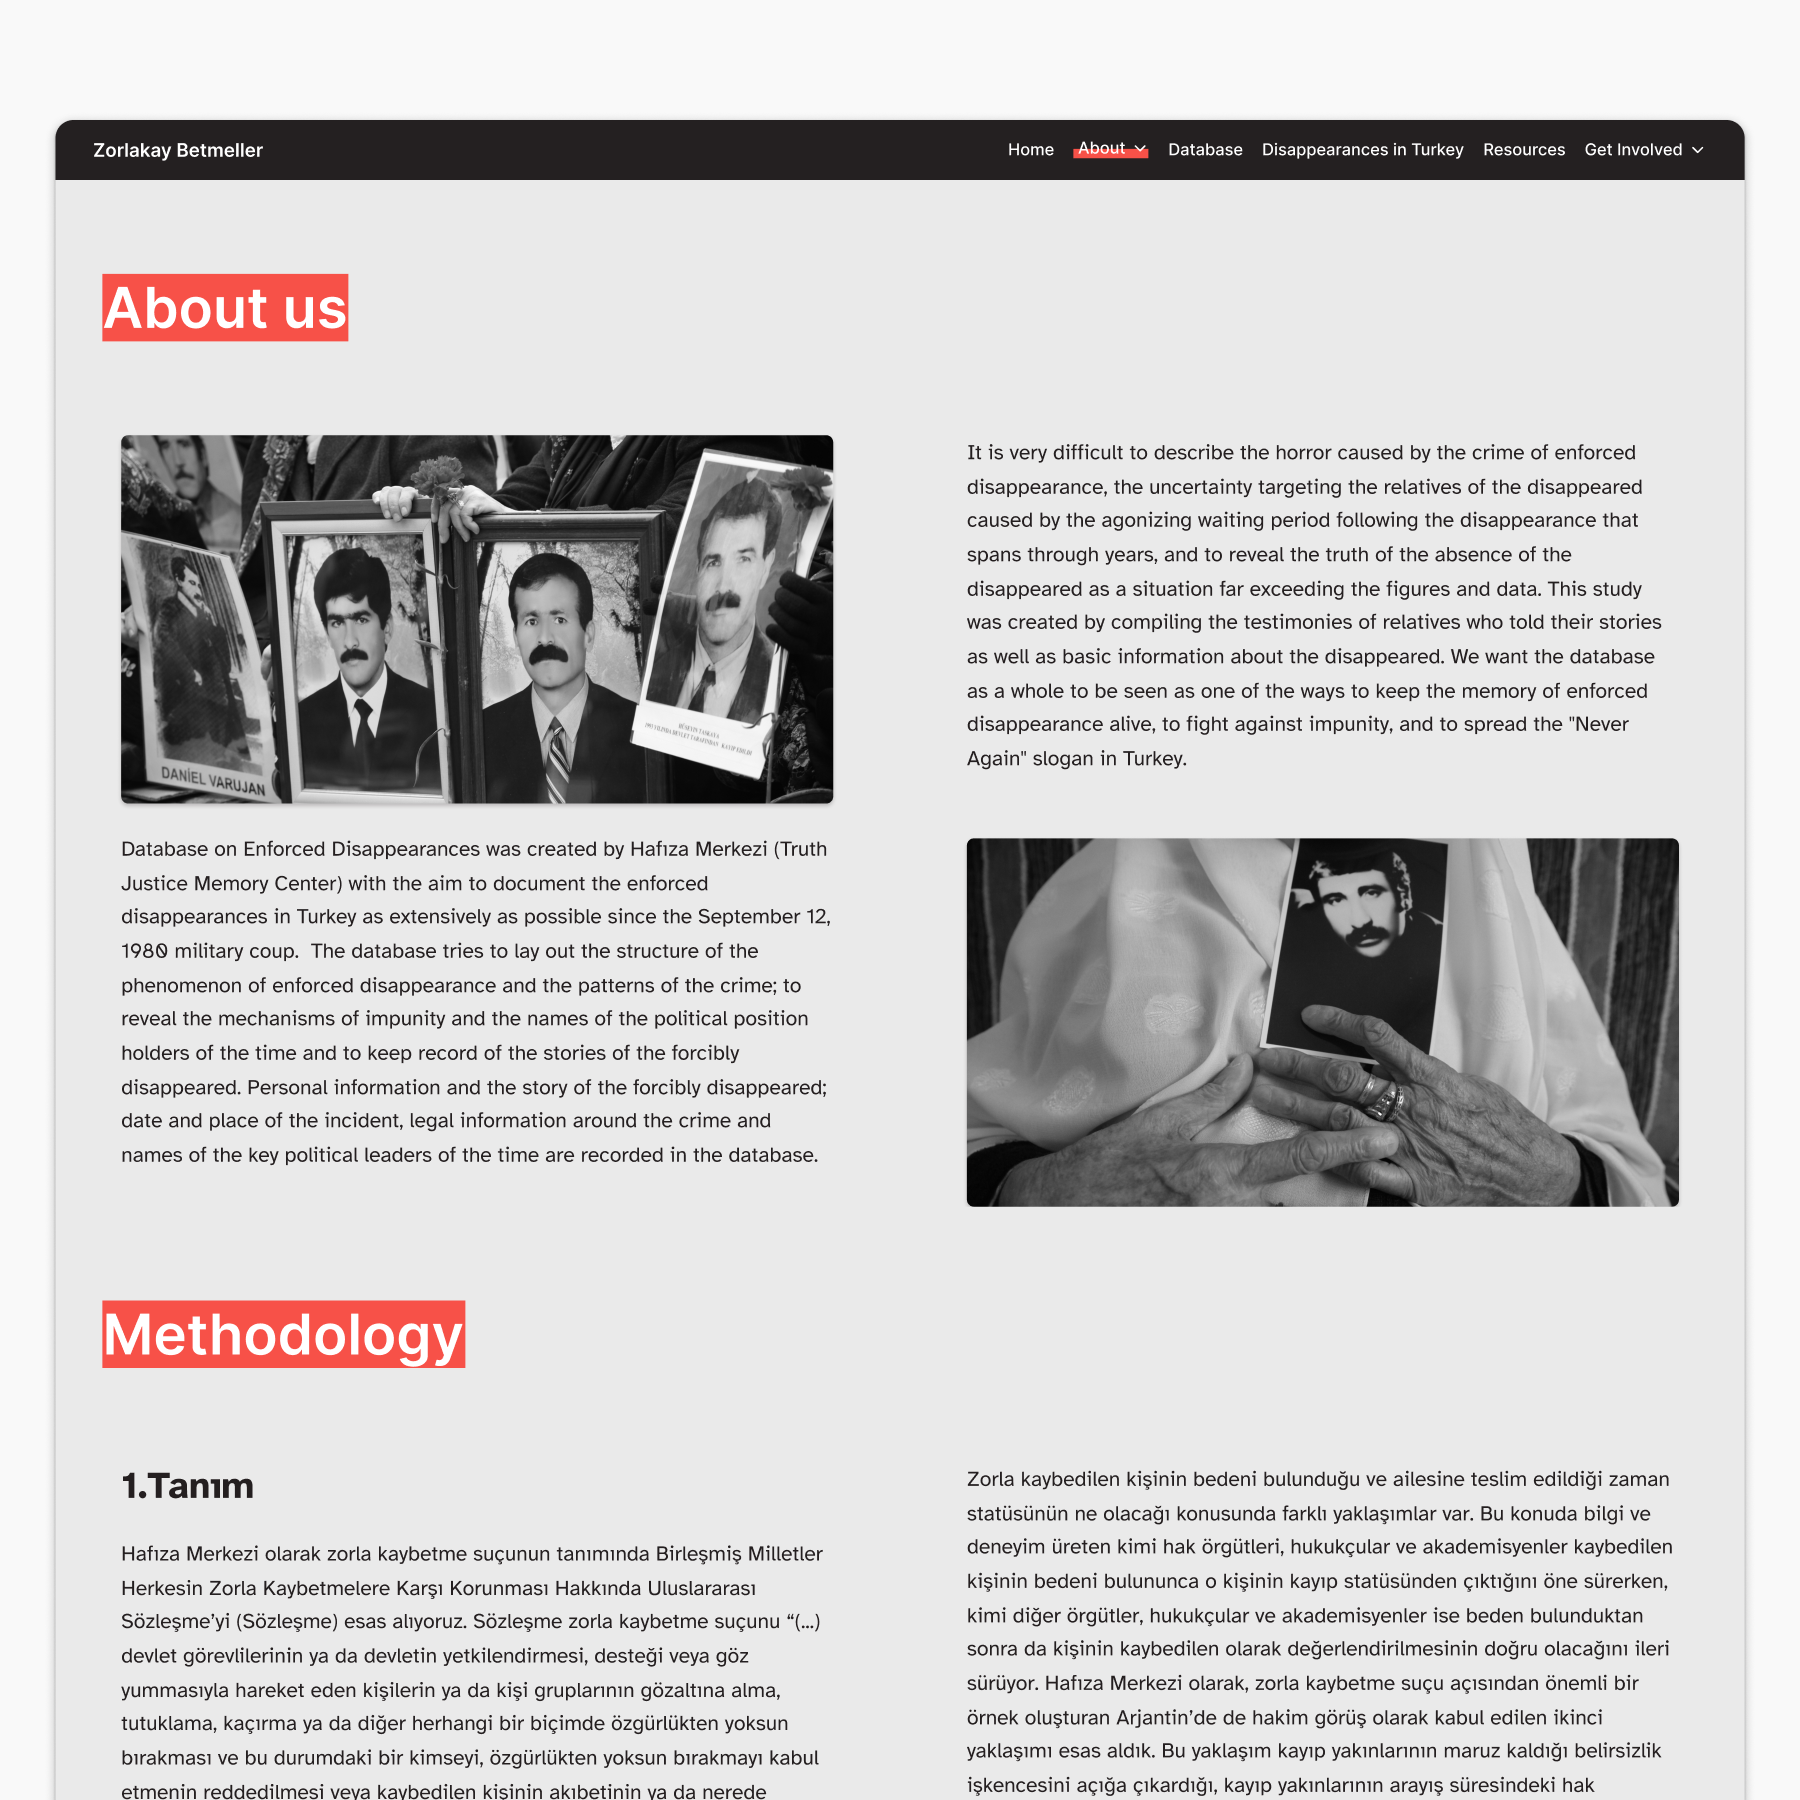 Zorlakay Betmeller
Home About Database Disappearances in Turkey Resources Get Involved
About us
DANİEL VARUJAN
HÜSEYİN TAŞKAYA
1993 YILINDA DEVLET TARAFINDAN KAYIP EDİLDİ
Database on Enforced Disappearances was created by Hafıza Merkezi (Truth
Justice Memory Center) with the aim to document the enforced
disappearances in Turkey as extensively as possible since the September 12,
1980 military coup.  The database tries to lay out the structure of the
phenomenon of enforced disappearance and the patterns of the crime; to
reveal the mechanisms of impunity and the names of the political position
holders of the time and to keep record of the stories of the forcibly
disappeared. Personal information and the story of the forcibly disappeared;
date and place of the incident, legal information around the crime and
names of the key political leaders of the time are recorded in the database.
It is very difficult to describe the horror caused by the crime of enforced
disappearance, the uncertainty targeting the relatives of the disappeared
caused by the agonizing waiting period following the disappearance that
spans through years, and to reveal the truth of the absence of the
disappeared as a situation far exceeding the figures and data. This study
was created by compiling the testimonies of relatives who told their stories
as well as basic information about the disappeared. We want the database
as a whole to be seen as one of the ways to keep the memory of enforced
disappearance alive, to fight against impunity, and to spread the "Never
Again" slogan in Turkey.
Methodology
1.Tanım
Hafıza Merkezi olarak zorla kaybetme suçunun tanımında Birleşmiş Milletler
Herkesin Zorla Kaybetmelere Karşı Korunması Hakkında Uluslararası
Sözleşme’yi (Sözleşme) esas alıyoruz. Sözleşme zorla kaybetme suçunu “(...)
devlet görevlilerinin ya da devletin yetkilendirmesi, desteği veya göz
yummasıyla hareket eden kişilerin ya da kişi gruplarının gözaltına alma,
tutuklama, kaçırma ya da diğer herhangi bir biçimde özgürlükten yoksun
bırakması ve bu durumdaki bir kimseyi, özgürlükten yoksun bırakmayı kabul
etmenin reddedilmesi veya kaybedilen kişinin akıbetinin ya da nerede
Zorla kaybedilen kişinin bedeni bulunduğu ve ailesine teslim edildiği zaman
statüsünün ne olacağı konusunda farklı yaklaşımlar var. Bu konuda bilgi ve
deneyim üreten kimi hak örgütleri, hukukçular ve akademisyenler kaybedilen
kişinin bedeni bulununca o kişinin kayıp statüsünden çıktığını öne sürerken,
kimi diğer örgütler, hukukçular ve akademisyenler ise beden bulunduktan
sonra da kişinin kaybedilen olarak değerlendirilmesinin doğru olacağını ileri
sürüyor. Hafıza Merkezi olarak, zorla kaybetme suçu açısından önemli bir
örnek oluşturan Arjantin’de de hakim görüş olarak kabul edilen ikinci
yaklaşımı esas aldık. Bu yaklaşım kayıp yakınlarının maruz kaldığı belirsizlik
işkencesini açığa çıkardığı, kayıp yakınlarının arayış süresindeki hak